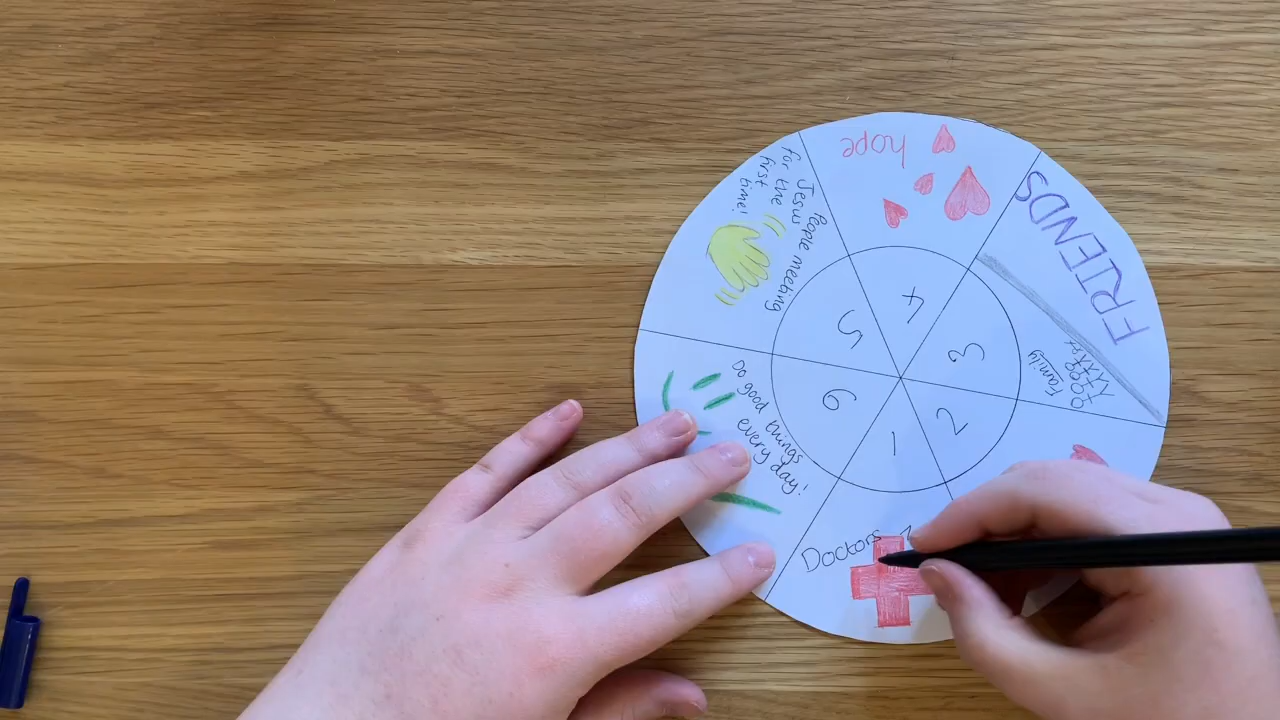 hope
FRIENDS
Family
People meeting
Jesus
for the
first
time!
Do good things
every day!
Doctors
1
2
3
4
5
6